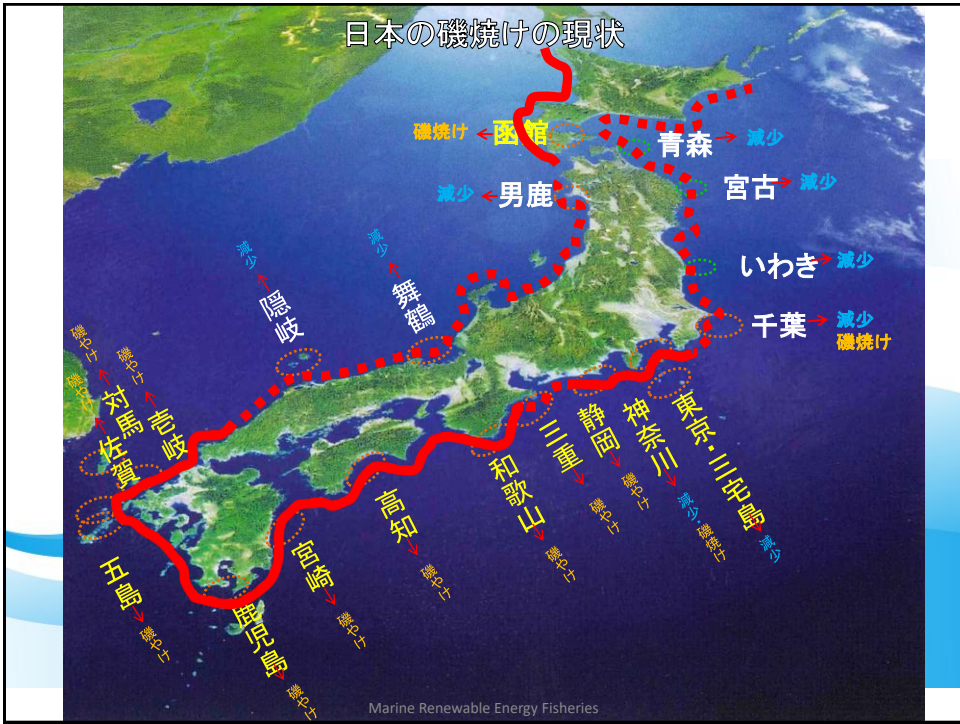 日本の磯焼けの現状
磯焼け
函館
青森
減少
減少
男鹿
宮古
減少
いわき
減少
千葉
減少
磯焼け
減少
隠岐
減少
舞鶴
磯やけ
対馬
磯やけ
壱岐
磯やけ
佐賀
五島
磯やけ
鹿児島
磯やけ
宮崎
磯やけ
高知
磯やけ
和歌山
磯やけ
三重
磯やけ
静岡
磯やけ
神奈川
減少・磯焼け
東京・三宅島
減少
Marine Renewable Energy Fisheries